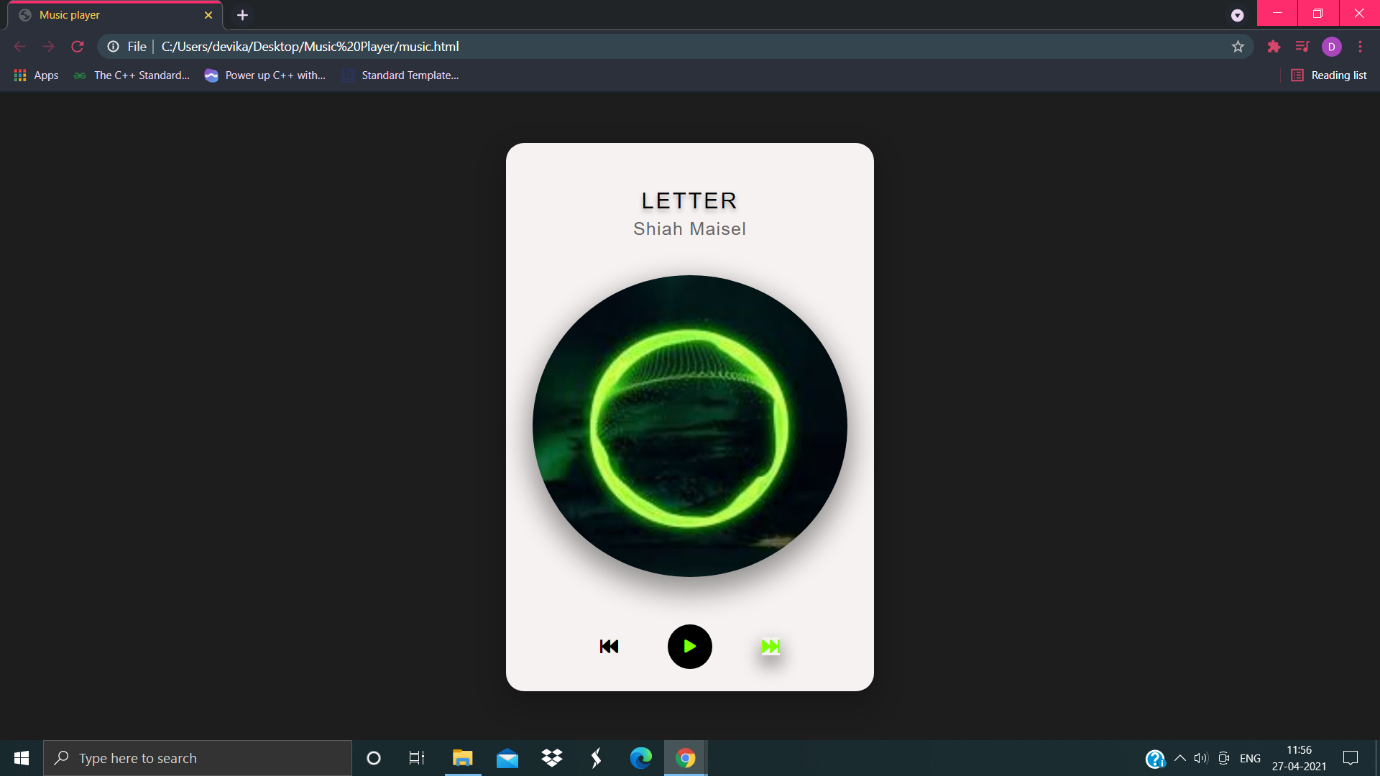 Music player
File | C:/Users/devika/Desktop/Music%20Player/music.html
D
Apps
The C++ Standard...
Power up C++ with...
Standard Template...
Reading list
LETTER
Shiah Maisel
Type here to search
ENG
11:56
27-04-2021